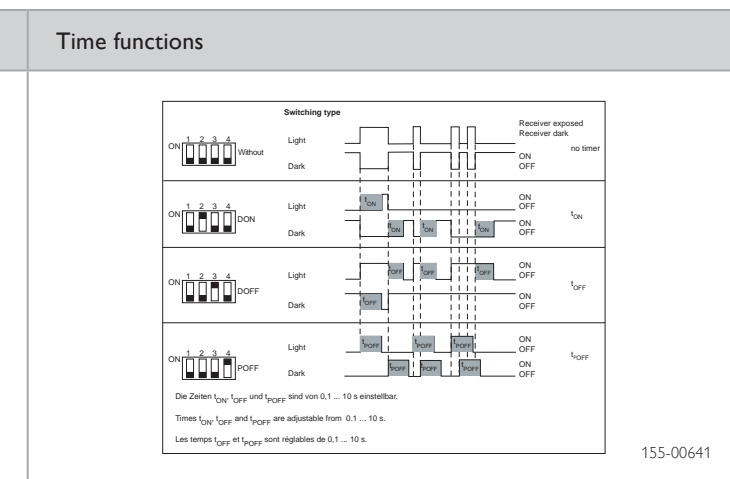 Time functions
Switching type
Receiver exposed
Receiver dark
ON 1 2 3 4 Without Light no timer
Dark ON
OFF
ON 1 2 3 4 DON Light tON ON
OFF
Dark tON tON tON ON
OFF
tON
ON 1 2 3 4 DOFF Light tOFF tOFF tOFF ON
OFF
Dark tOFF ON
OFF
tOFF
ON 1 2 3 4 POFF Light tPOFF tPOFF tPOFF ON
OFF
Dark tPOFF tPOFF tPOFF ON
OFF
tPOFF
Die Zeiten tON, tOFF und tPOFF sind von 0,1 ... 10 s einstellbar.
Times tON, tOFF and tPOFF are adjustable from 0.1 ... 10 s.
Les temps tOFF et tPOFF sont réglables de 0,1 ... 10 s.
155-00641